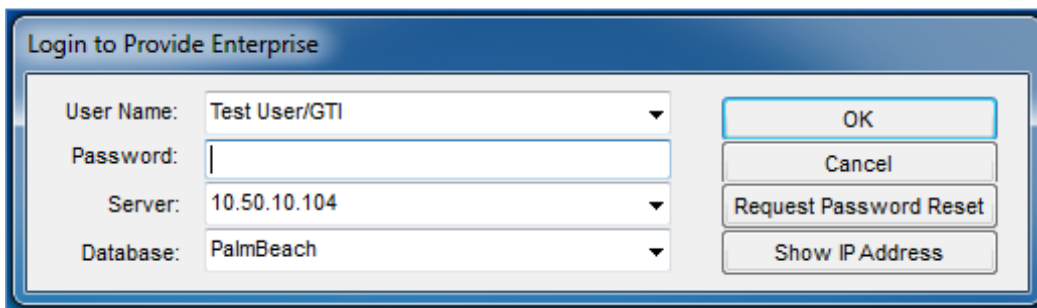 Login to Provide Enterprise
User Name: Test User/GTI
OK
Password:
Cancel
Server: 10.50.10.104
Request Password Reset
Database: PalmBeach
Show IP Address